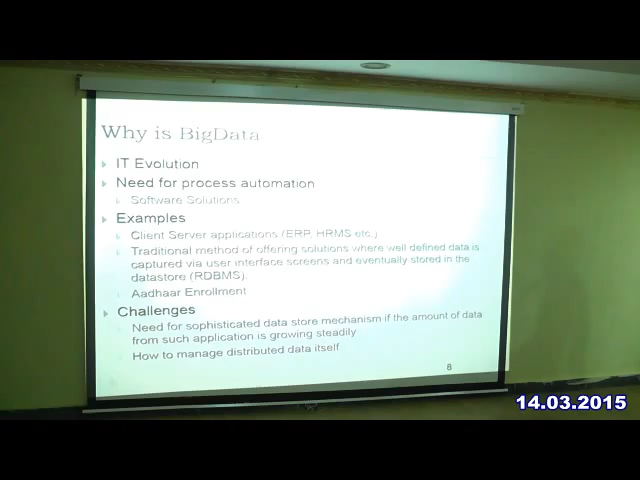 Why is BigData
IT Evolution
Need for process automation
Software Solutions
Examples
Client Server applications (ERP, HRMS etc.)
Traditional method of offering solutions where well defined data is
captured via user interface screens and eventually stored in the
datastore (RDBMS).
Aadhaar Enrollment
Challenges
Need for sophisticated data store mechanism if the amount of data
from such application is growing steadily
How to manage distributed data itself
8
14.03.2015